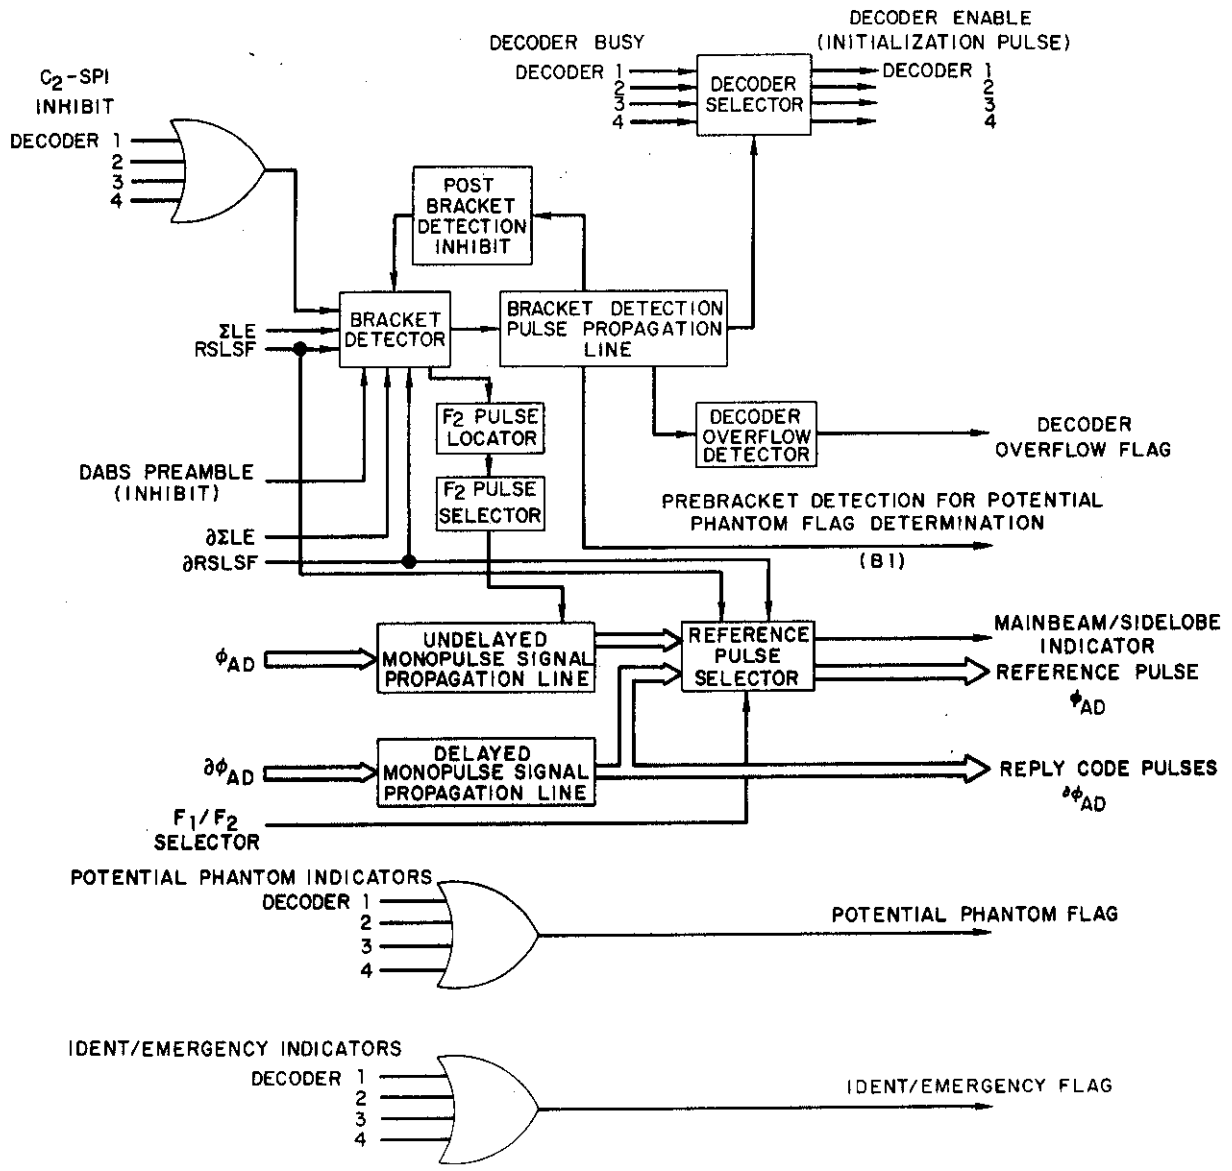 DECODER ENABLE
(INITIALIZATION PULSE)
DECODER BUSY
DECODER 1
2
3
4
DECODER
SELECTOR
DECODER 1
2
3
4
C2-SPI
INHIBIT
DECODER 1
2
3
4
POST
BRACKET
DETECTION
INHIBIT
BRACKET
DETECTOR
BRACKET DETECTION
PULSE PROPAGATION
LINE
ΣLE
RSLSF
F2 PULSE
LOCATOR
DECODER
OVERFLOW
DETECTOR
DECODER
OVERFLOW FLAG
DABS PREAMBLE
(INHIBIT)
F2 PULSE
SELECTOR
PREBRACKET DETECTION FOR POTENTIAL
PHANTOM FLAG DETERMINATION
(B1)
∂ΣLE
∂RSLSF
ϕAD
UNDELAYED
MONOPULSE SIGNAL
PROPAGATION LINE
REFERENCE
PULSE
SELECTOR
MAINBEAM/SIDELOBE
INDICATOR
REFERENCE PULSE
ϕAD
∂ϕAD
DELAYED
MONOPULSE SIGNAL
PROPAGATION LINE
REPLY CODE PULSES
∂ϕAD
F1/F2
SELECTOR
POTENTIAL PHANTOM INDICATORS
DECODER 1
2
3
4
POTENTIAL PHANTOM FLAG
IDENT/EMERGENCY INDICATORS
DECODER 1
2
3
4
IDENT/EMERGENCY FLAG